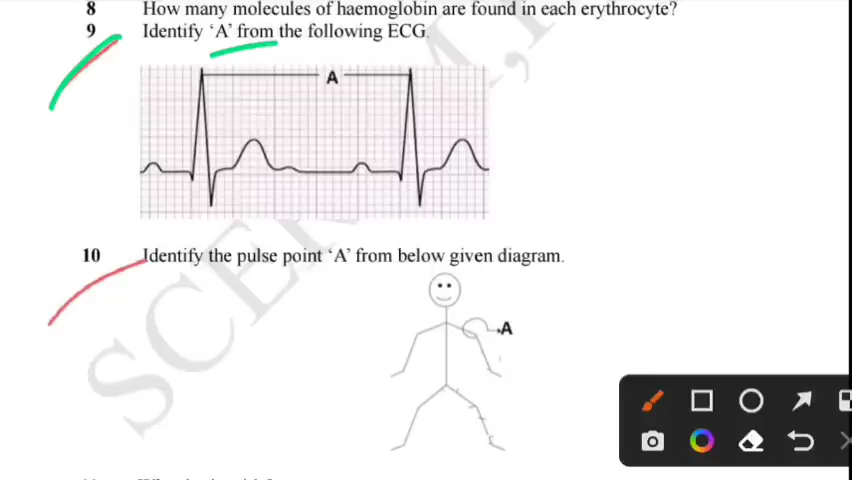 8 How many molecules of haemoglobin are found in each erythrocyte?
9 Identify ‘A’ from the following ECG.
A
10 Identify the pulse point ‘A’ from below given diagram.
A